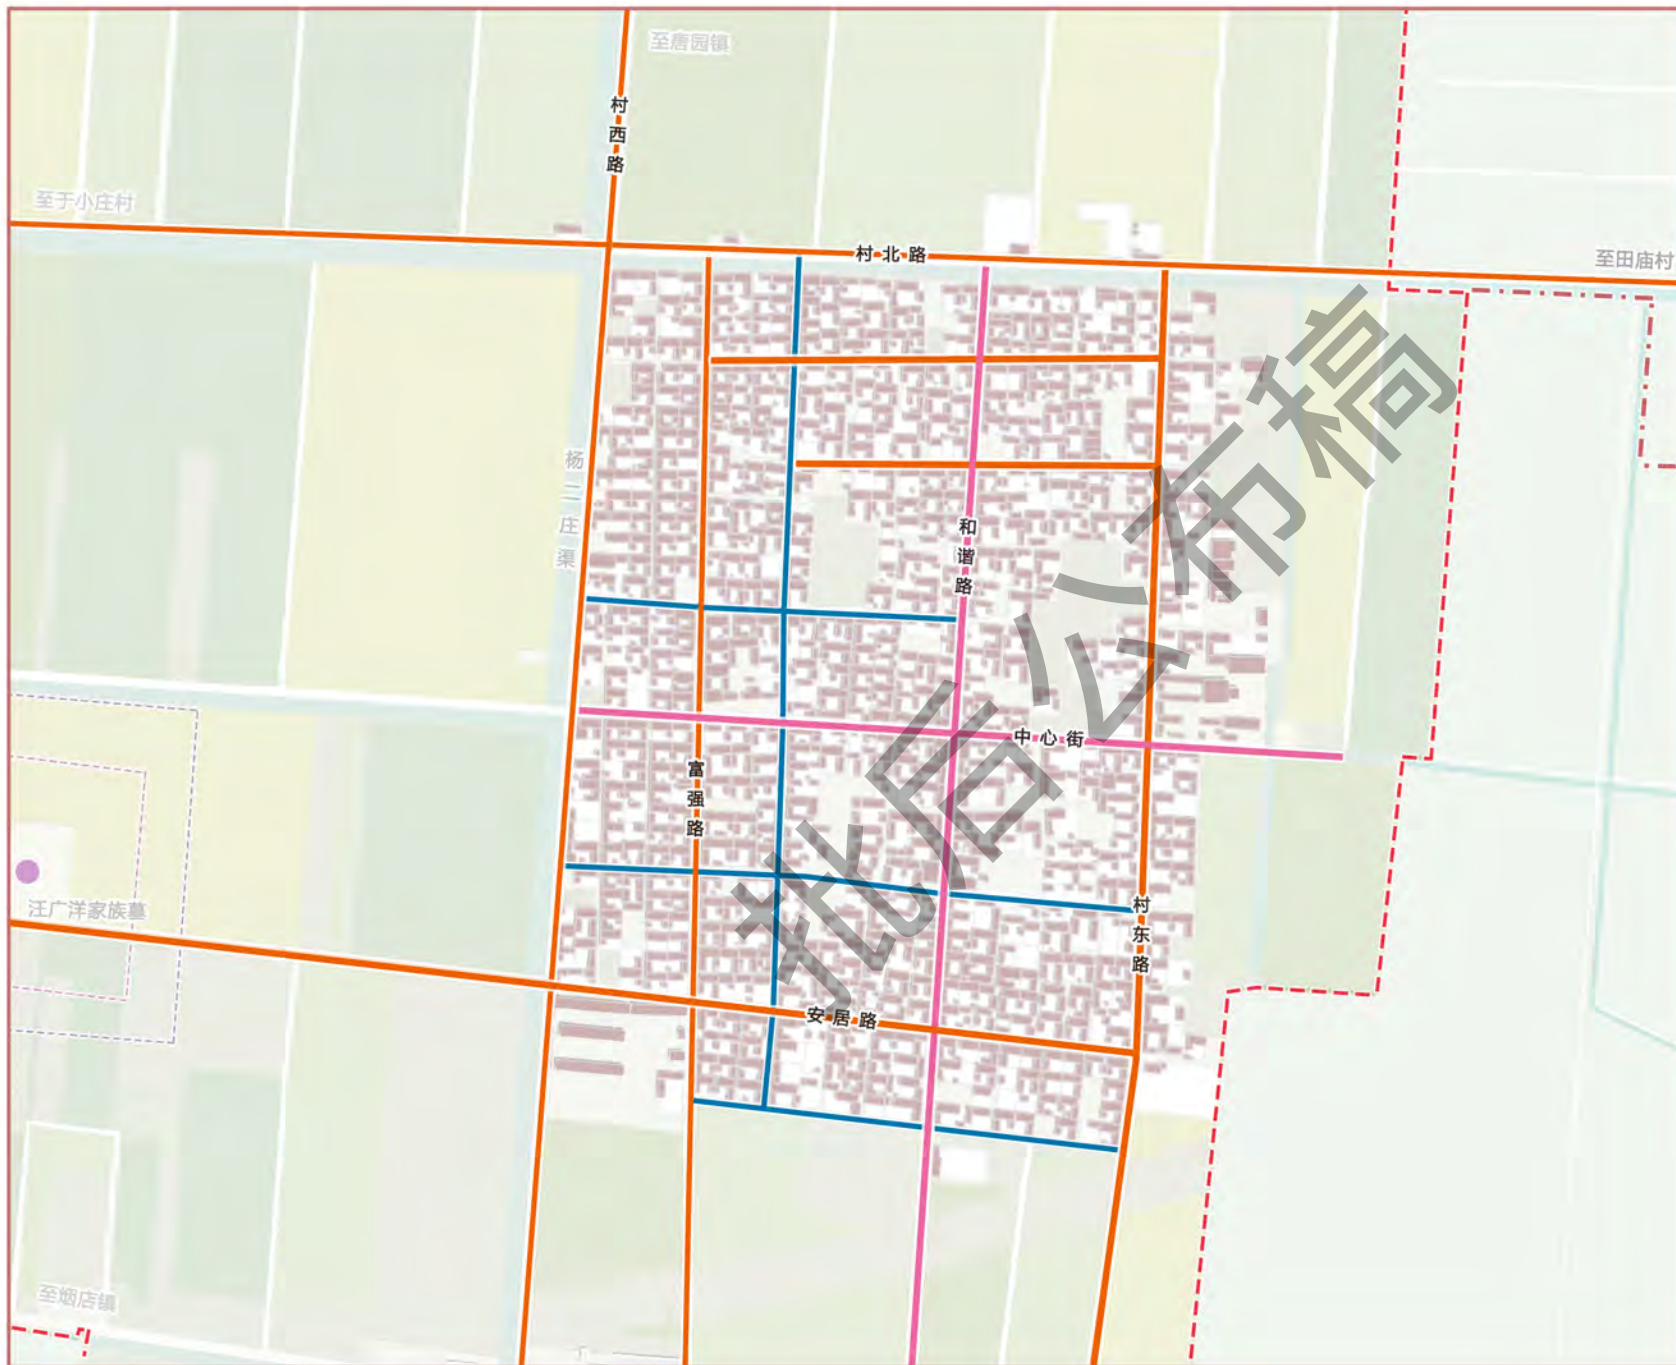 至唐园镇
村西路
至于小庄村
村北路
至田庙村
杨二庄渠
和谐路
中心街
富强路
汪广洋家族墓
村东路
安居路
至烟店镇
批后公布稿